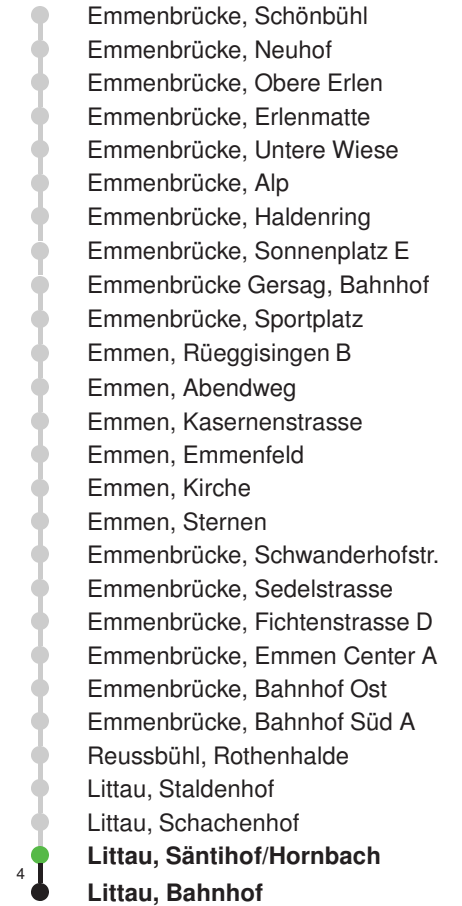 Emmenbrücke, Schönbühl
Emmenbrücke, Neuhof
Emmenbrücke, Obere Erlen
Emmenbrücke, Erlenmatte
Emmenbrücke, Untere Wiese
Emmenbrücke, Alp
Emmenbrücke, Haldenring
Emmenbrücke, Sonnenplatz E
Emmenbrücke Gersag, Bahnhof
Emmenbrücke, Sportplatz
Emmen, Rüeggisingen B
Emmen, Abendweg
Emmen, Kasernenstrasse
Emmen, Emmenfeld
Emmen, Kirche
Emmen, Sternen
Emmenbrücke, Schwanderhofstr.
Emmenbrücke, Sedelstrasse
Emmenbrücke, Fichtenstrasse D
Emmenbrücke, Emmen Center A
Emmenbrücke, Bahnhof Ost
Emmenbrücke, Bahnhof Süd A
Reussbühl, Rothenhalde
Littau, Staldenhof
Littau, Schachenhof
Littau, Säntihof/Hornbach
4
Littau, Bahnhof